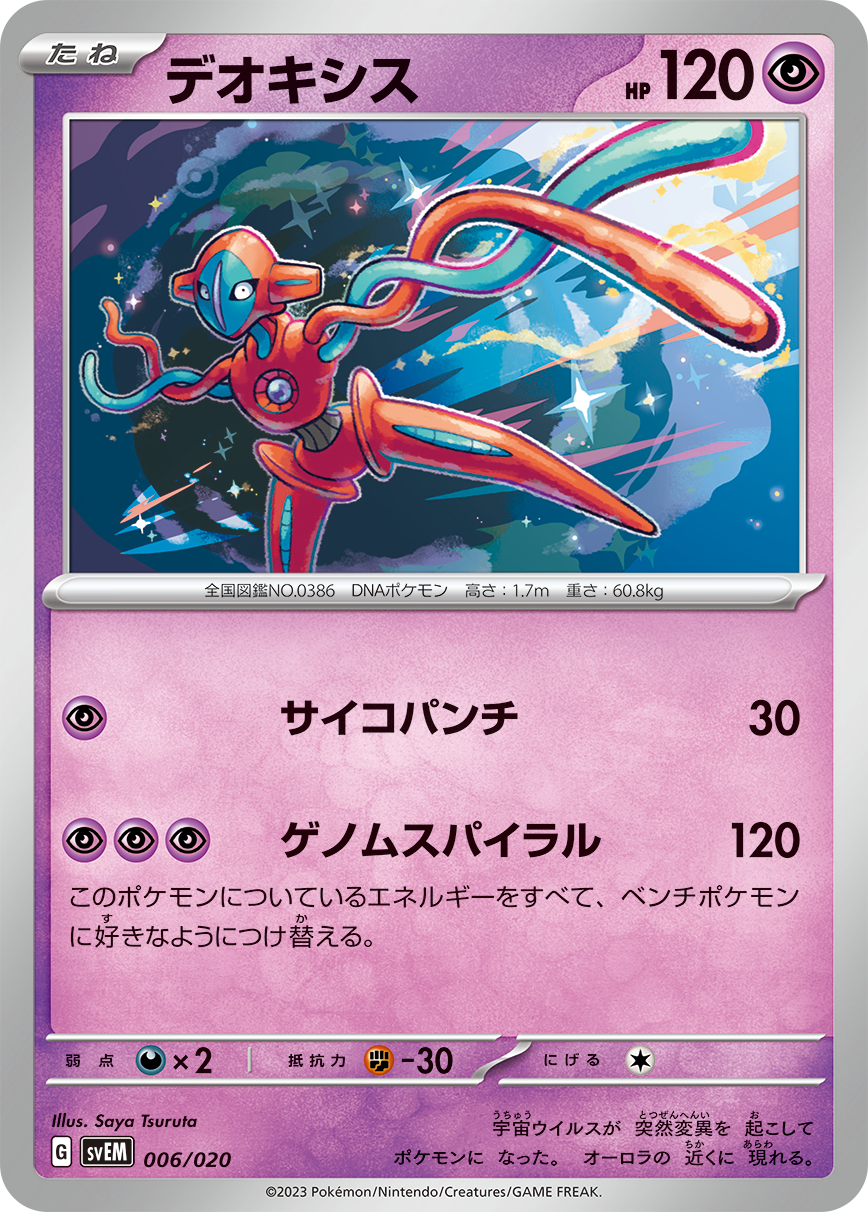 たね
デオキシス HP 120
全国図鑑NO.0386 DNAポケモン 高さ：1.7m 重さ：60.8kg
サイコパンチ 30
ゲノムスパイラル 120
このポケモンについているエネルギーをすべて、ベンチポケモン
に好きなようにつけ替える。
弱点 ×2 抵抗力 -30 にげる
Illus. Saya Tsuruta
宇宙ウイルスが 突然変異を 起こして
ポケモンに なった。 オーロラの 近くに 現れる。
G svEM 006/020
©2023 Pokémon/Nintendo/Creatures/GAME FREAK.